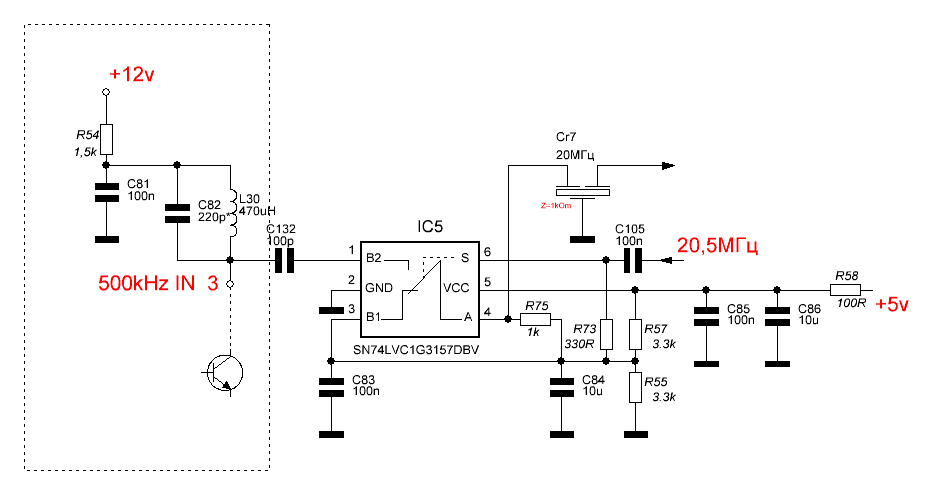 +12v
R54
1,5k
C81
100n
C82
220p*
L30
470uH
500kHz IN 3
C132
100p
IC5
1
B2
2
GND
3
B1
S
6
VCC
5
A
4
SN74LVC1G3157DBV
C83
100n
Cr7
20МГц
Z=1kOm
C105
100n
20,5МГц
R75
1k
R73
330R
R57
3.3k
R55
3.3k
C84
10u
C85
100n
C86
10u
R58
100R
+5v